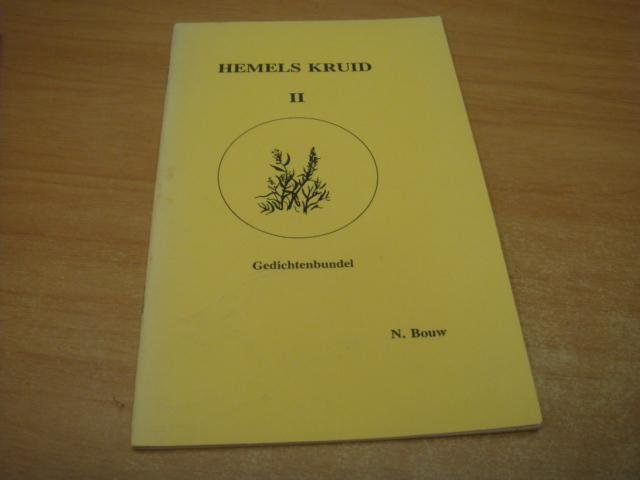 HEMELS KRUID
II
Gedichtenbundel
N. Bouw